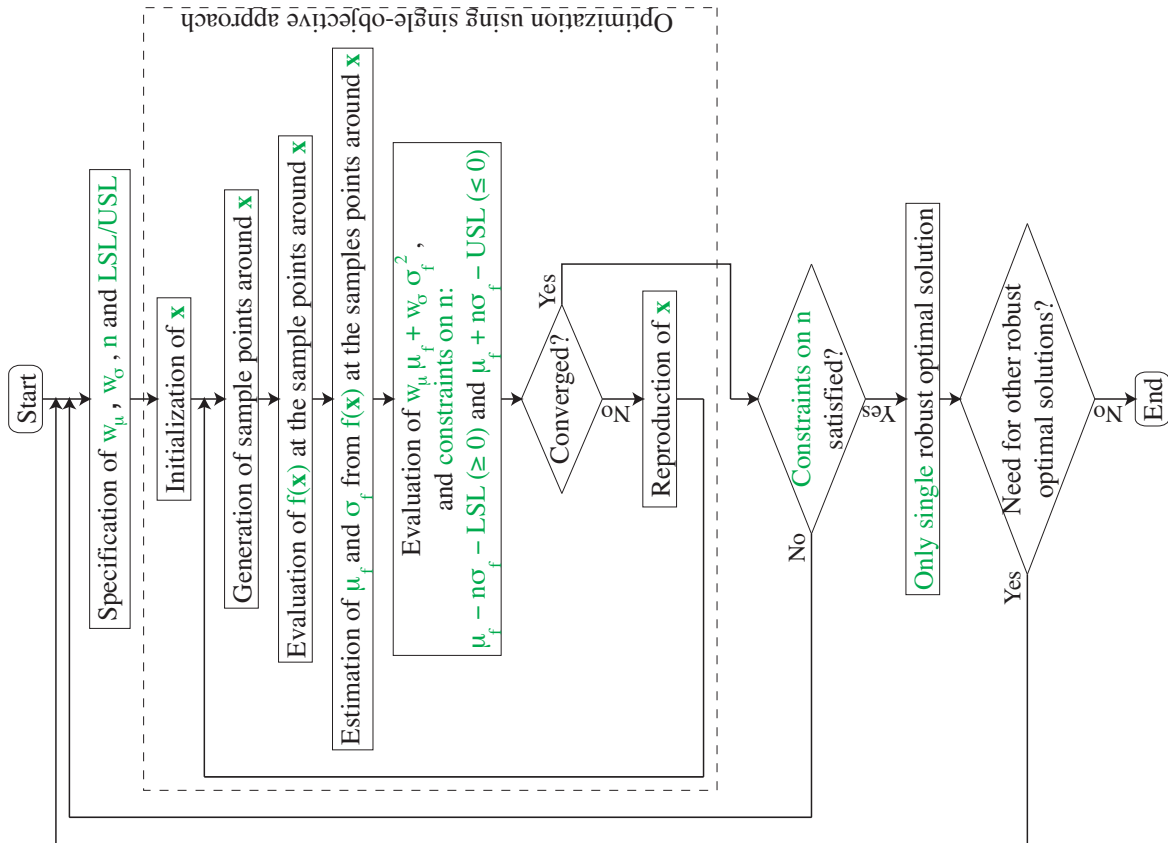 Start
Specification of w_μ , w_σ , n and LSL/USL
Optimization using single-objective approach
Initialization of x
Generation of sample points around x
Evaluation of f(x) at the sample points around x
Estimation of μ_f and σ_f from f(x) at the samples points around x
Evaluation of w_μ μ_f + w_σ σ_f^2 ,
and constraints on n:
μ_f − nσ_f − LSL (≥ 0) and μ_f + nσ_f − USL (≤ 0)
Converged?
Yes
No
Reproduction of x
Constraints on n
satisfied?
No
Yes
Only single robust optimal solution
Need for other robust
optimal solutions?
Yes
No
End